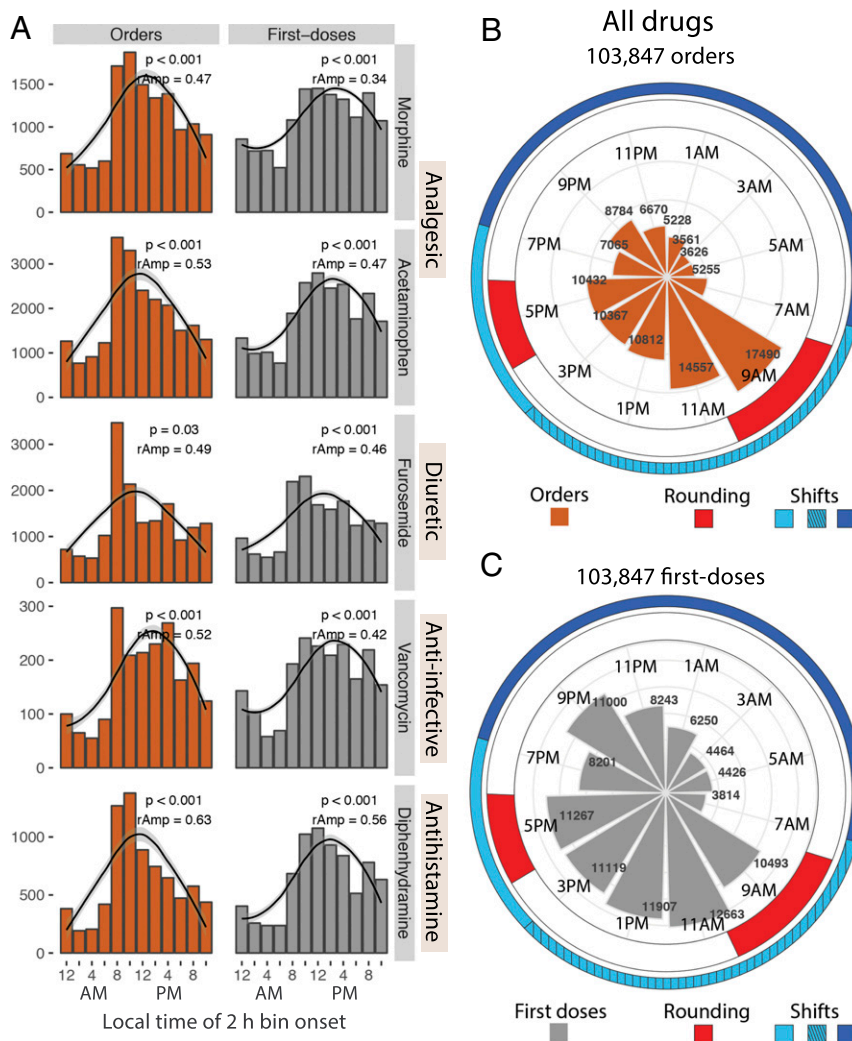 A
Orders
First–doses
p < 0.001
rAmp = 0.47
p < 0.001
rAmp = 0.34
1500
1000
500
0
Morphine
Analgesic
p < 0.001
rAmp = 0.53
p < 0.001
rAmp = 0.47
3000
2000
1000
0
Acetaminophen
p = 0.03
rAmp = 0.49
p < 0.001
rAmp = 0.46
3000
2000
1000
0
Furosemide
Diuretic
p < 0.001
rAmp = 0.52
p < 0.001
rAmp = 0.42
300
200
100
0
Vancomycin
Anti-infective
p < 0.001
rAmp = 0.63
p < 0.001
rAmp = 0.56
1000
500
0
Diphenhydramine
Antihistamine
12 4 8 12 4 8
AM PM
12 4 8 12 4 8
AM PM
Local time of 2 h bin onset
B
All drugs
103,847 orders
11PM 1AM
9PM 3AM
8784 6670 5228
7PM 7065 3561 5AM
3626
5255
10432
5PM 7AM
10367
10812 17490
14557 9AM
3PM
1PM 11AM
Orders Rounding Shifts
C
103,847 first-doses
11PM 1AM
9PM 11000 8243 3AM
6250
7PM 4464 5AM
8201 4426
3814
5PM 11267 7AM
10493
3PM 11119 9AM
11907 12663
1PM 11AM
First doses Rounding Shifts